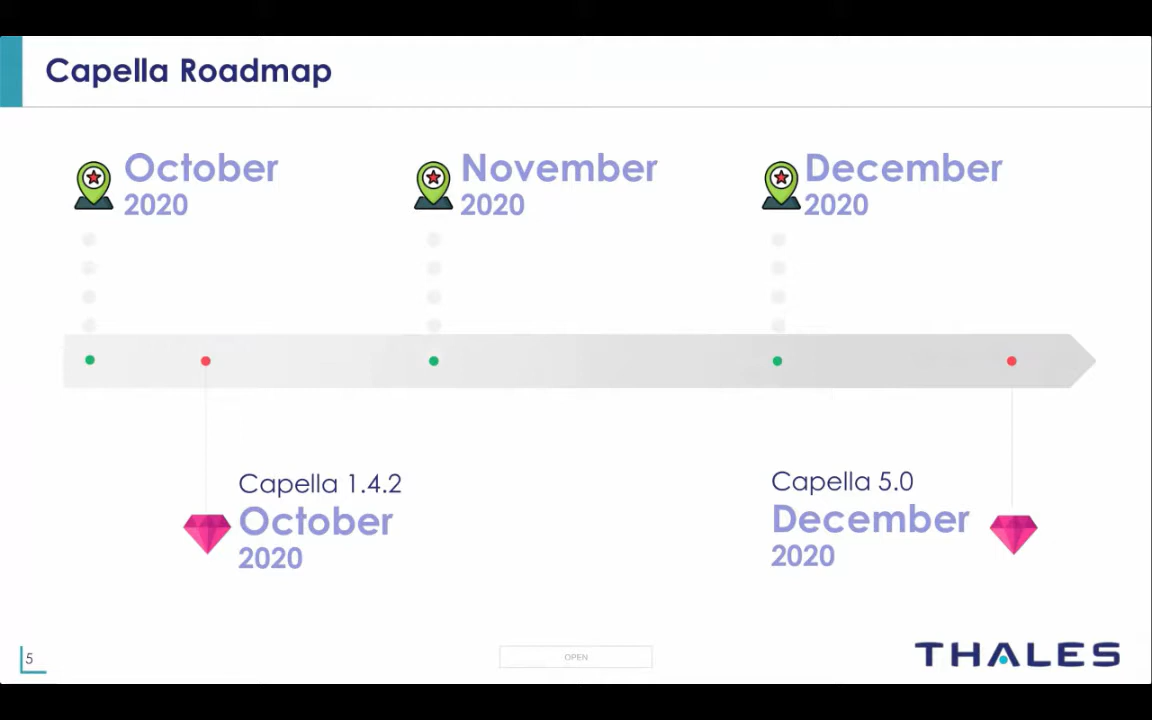 Capella Roadmap
October
2020
November
2020
December
2020
Capella 1.4.2
October
2020
Capella 5.0
December
2020
5
OPEN
THALES